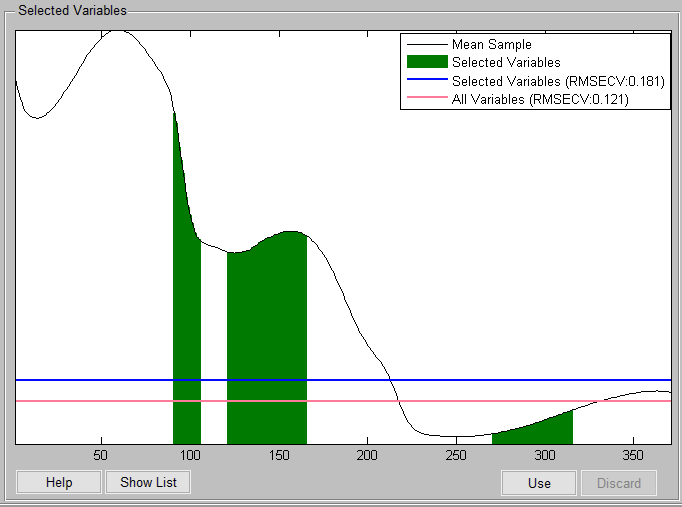 Selected Variables
Mean Sample
Selected Variables
Selected Variables (RMSECV:0.181)
All Variables (RMSECV:0.121)
50 100 150 200 250 300 350
Help Show List Use Discard